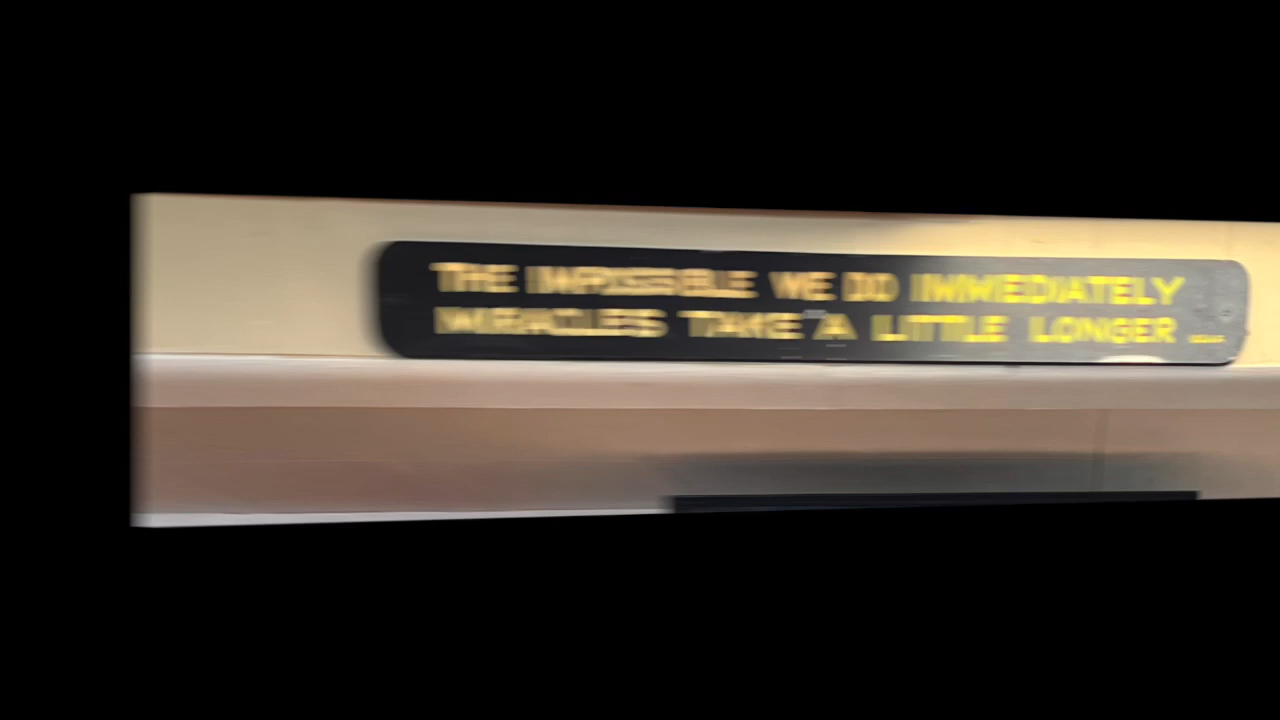 THE IMPOSSIBLE WE DO IMMEDIATELY
MIRACLES TAKE A LITTLE LONGER